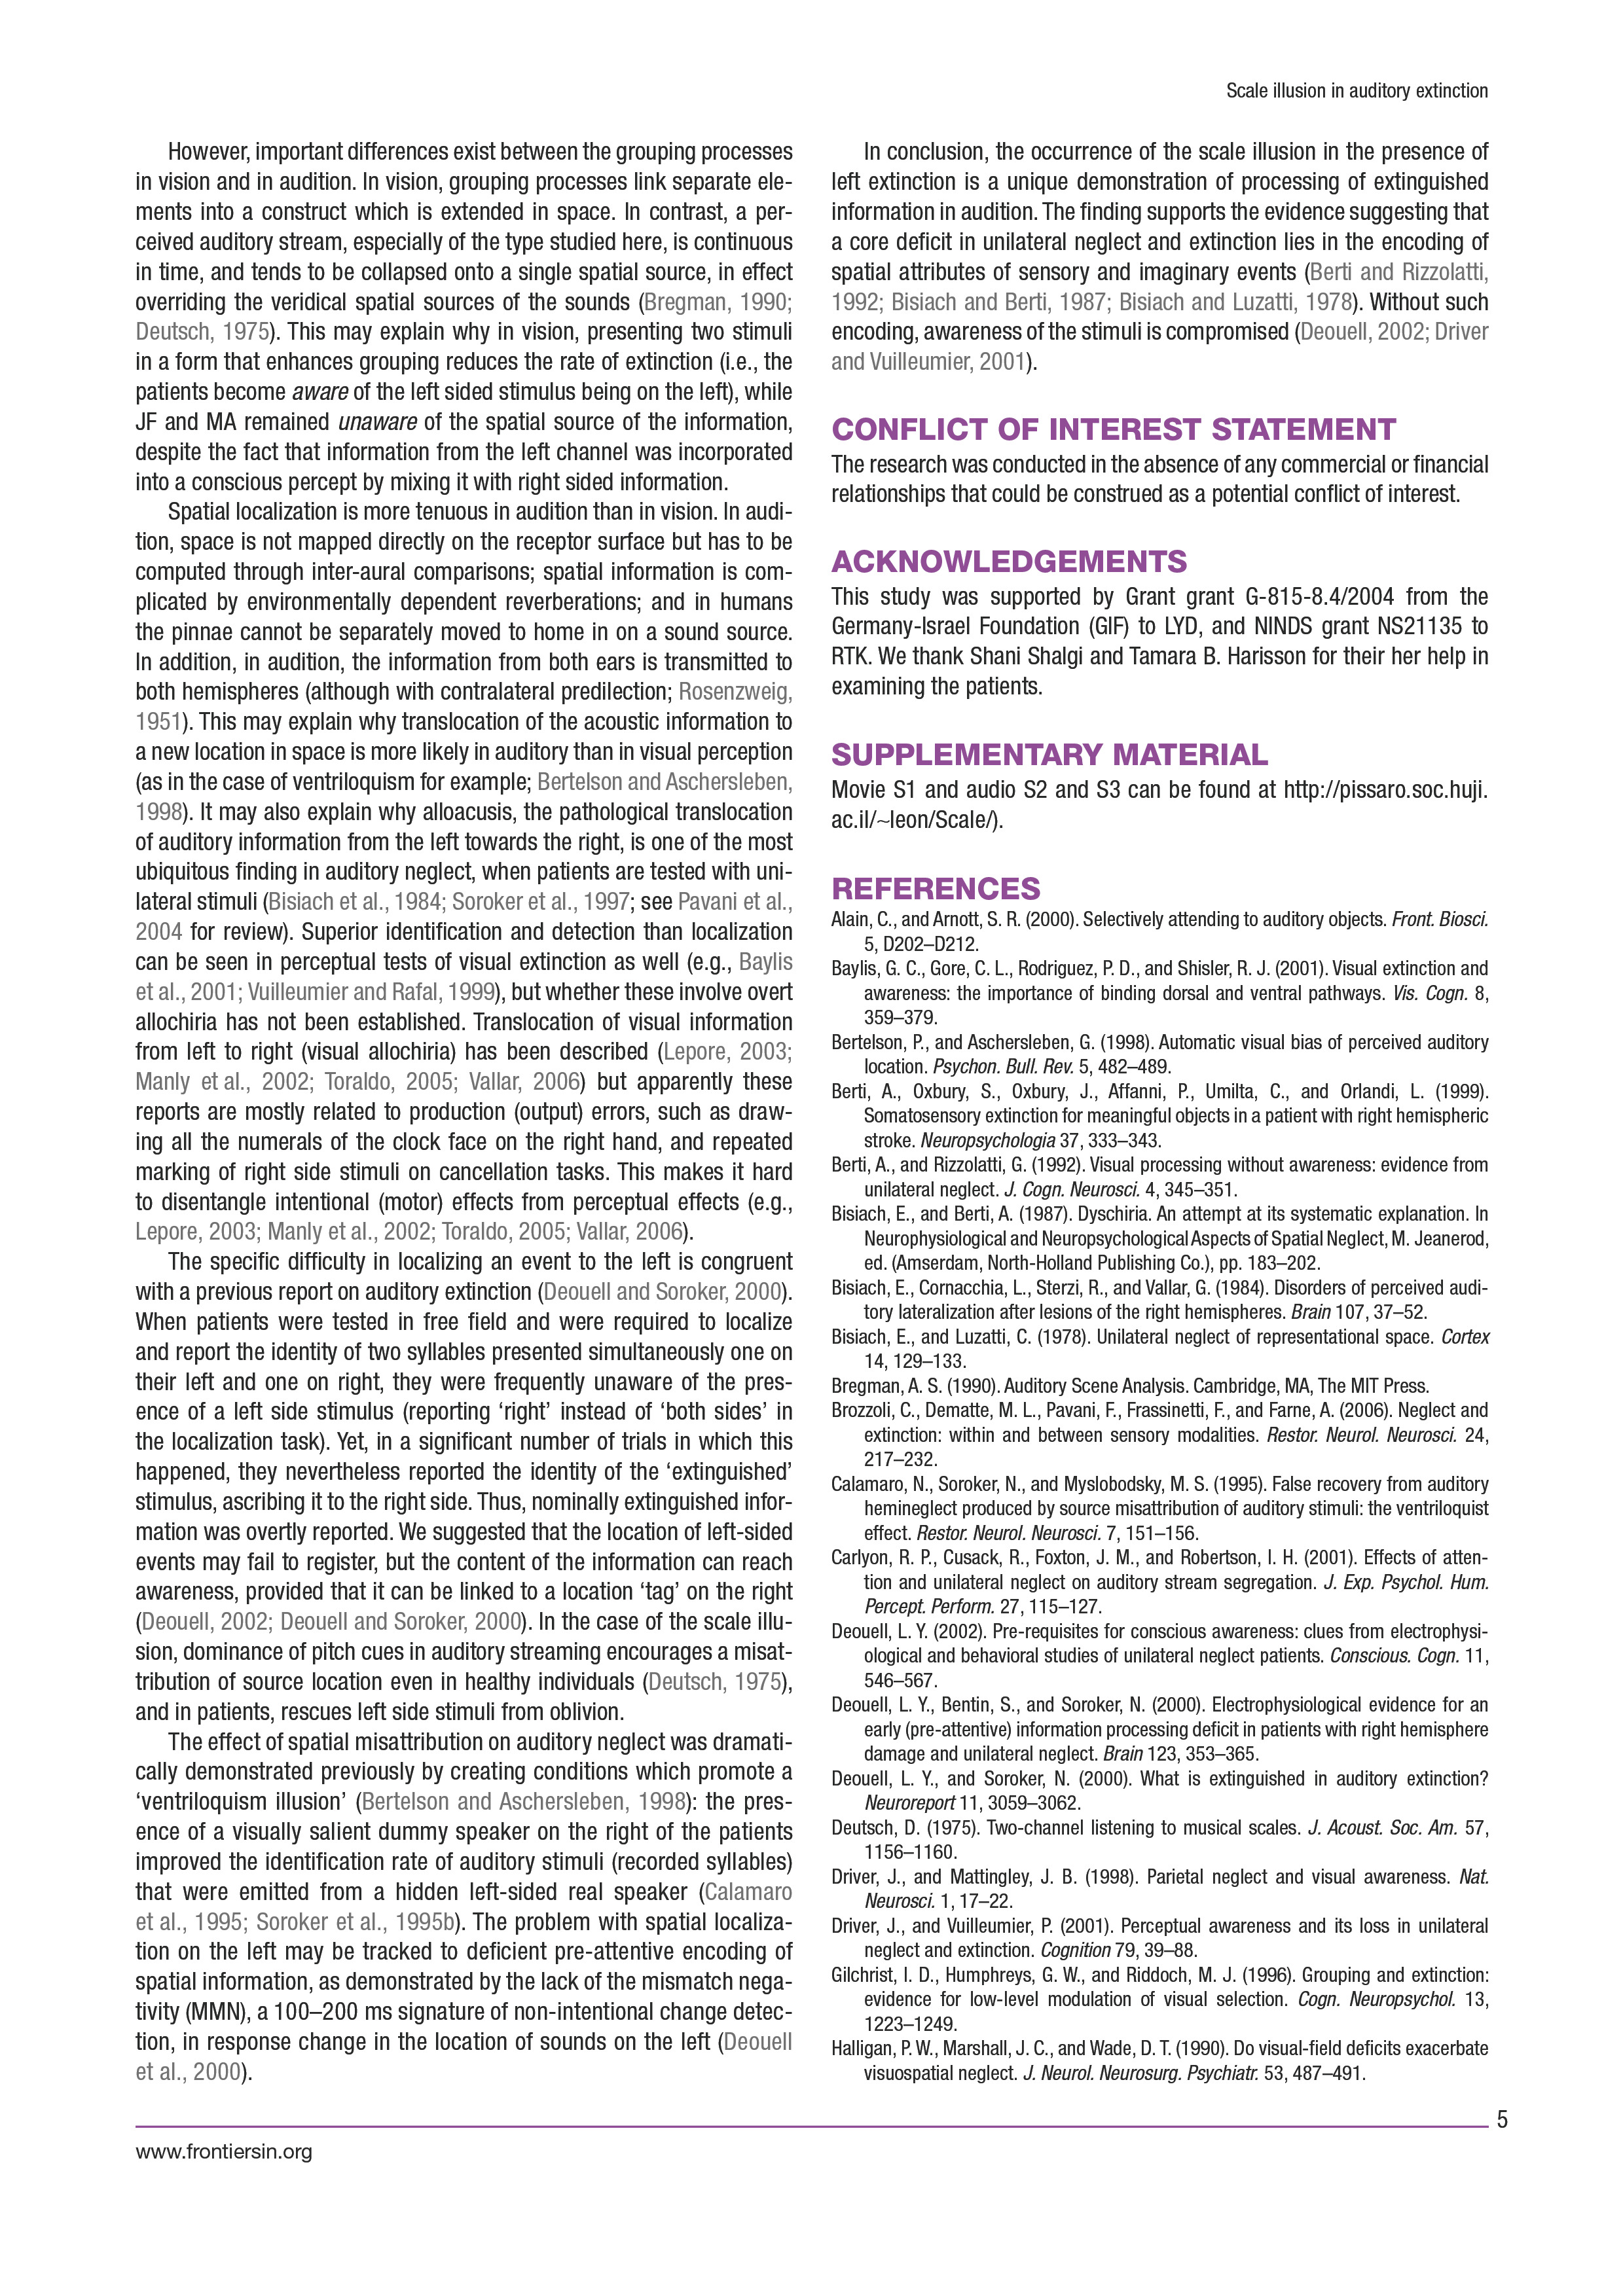 Scale illusion in auditory extinction
However, important differences exist between the grouping processes
in vision and in audition. In vision, grouping processes link separate ele-
ments into a construct which is extended in space. In contrast, a per-
ceived auditory stream, especially of the type studied here, is continuous
in time, and tends to be collapsed onto a single spatial source, in effect
overriding the veridical spatial sources of the sounds (Bregman, 1990;
Deutsch, 1975). This may explain why in vision, presenting two stimuli
in a form that enhances grouping reduces the rate of extinction (i.e., the
patients become aware of the left sided stimulus being on the left), while
JF and MA remained unaware of the spatial source of the information,
despite the fact that information from the left channel was incorporated
into a conscious percept by mixing it with right sided information.
Spatial localization is more tenuous in audition than in vision. In audi-
tion, space is not mapped directly on the receptor surface but has to be
computed through inter-aural comparisons; spatial information is com-
plicated by environmentally dependent reverberations; and in humans
the pinnae cannot be separately moved to home in on a sound source.
In addition, in audition, the information from both ears is transmitted to
both hemispheres (although with contralateral predilection; Rosenzweig,
1951). This may explain why translocation of the acoustic information to
a new location in space is more likely in auditory than in visual perception
(as in the case of ventriloquism for example; Bertelson and Aschersleben,
1998). It may also explain why alloacusis, the pathological translocation
of auditory information from the left towards the right, is one of the most
ubiquitous finding in auditory neglect, when patients are tested with uni-
lateral stimuli (Bisiach et al., 1984; Soroker et al., 1997; see Pavani et al.,
2004 for review). Superior identification and detection than localization
can be seen in perceptual tests of visual extinction as well (e.g., Baylis
et al., 2001; Vuilleumier and Rafal, 1999), but whether these involve overt
allochiria has not been established. Translocation of visual information
from left to right (visual allochiria) has been described (Lepore, 2003;
Manly et al., 2002; Toraldo, 2005; Vallar, 2006) but apparently these
reports are mostly related to production (output) errors, such as draw-
ing all the numerals of the clock face on the right hand, and repeated
marking of right side stimuli on cancellation tasks. This makes it hard
to disentangle intentional (motor) effects from perceptual effects (e.g.,
Lepore, 2003; Manly et al., 2002; Toraldo, 2005; Vallar, 2006).
The specific difficulty in localizing an event to the left is congruent
with a previous report on auditory extinction (Deouell and Soroker, 2000).
When patients were tested in free field and were required to localize
and report the identity of two syllables presented simultaneously one on
their left and one on right, they were frequently unaware of the pres-
ence of a left side stimulus (reporting ‘right’ instead of ‘both sides’ in
the localization task). Yet, in a significant number of trials in which this
happened, they nevertheless reported the identity of the ‘extinguished’
stimulus, ascribing it to the right side. Thus, nominally extinguished infor-
mation was overtly reported. We suggested that the location of left-sided
events may fail to register, but the content of the information can reach
awareness, provided that it can be linked to a location ‘tag’ on the right
(Deouell, 2002; Deouell and Soroker, 2000). In the case of the scale illu-
sion, dominance of pitch cues in auditory streaming encourages a misat-
tribution of source location even in healthy individuals (Deutsch, 1975),
and in patients, rescues left side stimuli from oblivion.
The effect of spatial misattribution on auditory neglect was dramati-
cally demonstrated previously by creating conditions which promote a
‘ventriloquism illusion’ (Bertelson and Aschersleben, 1998): the pres-
ence of a visually salient dummy speaker on the right of the patients
improved the identification rate of auditory stimuli (recorded syllables)
that were emitted from a hidden left-sided real speaker (Calamaro
et al., 1995; Soroker et al., 1995b). The problem with spatial localiza-
tion on the left may be tracked to deficient pre-attentive encoding of
spatial information, as demonstrated by the lack of the mismatch nega-
tivity (MMN), a 100–200 ms signature of non-intentional change detec-
tion, in response change in the location of sounds on the left (Deouell
et al., 2000).
In conclusion, the occurrence of the scale illusion in the presence of
left extinction is a unique demonstration of processing of extinguished
information in audition. The finding supports the evidence suggesting that
a core deficit in unilateral neglect and extinction lies in the encoding of
spatial attributes of sensory and imaginary events (Berti and Rizzolatti,
1992; Bisiach and Berti, 1987; Bisiach and Luzatti, 1978). Without such
encoding, awareness of the stimuli is compromised (Deouell, 2002; Driver
and Vuilleumier, 2001).
CONFLICT OF INTEREST STATEMENT
The research was conducted in the absence of any commercial or financial
relationships that could be construed as a potential conflict of interest.
ACKNOWLEDGEMENTS
This study was supported by Grant grant G-815-8.4/2004 from the
Germany-Israel Foundation (GIF) to LYD, and NINDS grant NS21135 to
RTK. We thank Shani Shalgi and Tamara B. Harisson for their her help in
examining the patients.
SUPPLEMENTARY MATERIAL
Movie S1 and audio S2 and S3 can be found at http://pissaro.soc.huji.
ac.il/~leon/Scale/).
REFERENCES
Alain, C., and Arnott, S. R. (2000). Selectively attending to auditory objects. Front. Biosci.
5, D202–D212.
Baylis, G. C., Gore, C. L., Rodriguez, P. D., and Shisler, R. J. (2001). Visual extinction and
awareness: the importance of binding dorsal and ventral pathways. Vis. Cogn. 8,
359–379.
Bertelson, P., and Aschersleben, G. (1998). Automatic visual bias of perceived auditory
location. Psychon. Bull. Rev. 5, 482–489.
Berti, A., Oxbury, S., Oxbury, J., Affanni, P., Umilta, C., and Orlandi, L. (1999).
Somatosensory extinction for meaningful objects in a patient with right hemispheric
stroke. Neuropsychologia 37, 333–343.
Berti, A., and Rizzolatti, G. (1992). Visual processing without awareness: evidence from
unilateral neglect. J. Cogn. Neurosci. 4, 345–351.
Bisiach, E., and Berti, A. (1987). Dyschiria. An attempt at its systematic explanation. In
Neurophysiological and Neuropsychological Aspects of Spatial Neglect, M. Jeanerod,
ed. (Amserdam, North-Holland Publishing Co.), pp. 183–202.
Bisiach, E., Cornacchia, L., Sterzi, R., and Vallar, G. (1984). Disorders of perceived audi-
tory lateralization after lesions of the right hemispheres. Brain 107, 37–52.
Bisiach, E., and Luzatti, C. (1978). Unilateral neglect of representational space. Cortex
14, 129–133.
Bregman, A. S. (1990). Auditory Scene Analysis. Cambridge, MA, The MIT Press.
Brozzoli, C., Dematte, M. L., Pavani, F., Frassinetti, F., and Farne, A. (2006). Neglect and
extinction: within and between sensory modalities. Restor. Neurol. Neurosci. 24,
217–232.
Calamaro, N., Soroker, N., and Myslobodsky, M. S. (1995). False recovery from auditory
hemineglect produced by source misattribution of auditory stimuli: the ventriloquist
effect. Restor. Neurol. Neurosci. 7, 151–156.
Carlyon, R. P., Cusack, R., Foxton, J. M., and Robertson, I. H. (2001). Effects of atten-
tion and unilateral neglect on auditory stream segregation. J. Exp. Psychol. Hum.
Percept. Perform. 27, 115–127.
Deouell, L. Y. (2002). Pre-requisites for conscious awareness: clues from electrophysi-
ological and behavioral studies of unilateral neglect patients. Conscious. Cogn. 11,
546–567.
Deouell, L. Y., Bentin, S., and Soroker, N. (2000). Electrophysiological evidence for an
early (pre-attentive) information processing deficit in patients with right hemisphere
damage and unilateral neglect. Brain 123, 353–365.
Deouell, L. Y., and Soroker, N. (2000). What is extinguished in auditory extinction?
Neuroreport 11, 3059–3062.
Deutsch, D. (1975). Two-channel listening to musical scales. J. Acoust. Soc. Am. 57,
1156–1160.
Driver, J., and Mattingley, J. B. (1998). Parietal neglect and visual awareness. Nat.
Neurosci. 1, 17–22.
Driver, J., and Vuilleumier, P. (2001). Perceptual awareness and its loss in unilateral
neglect and extinction. Cognition 79, 39–88.
Gilchrist, I. D., Humphreys, G. W., and Riddoch, M. J. (1996). Grouping and extinction:
evidence for low-level modulation of visual selection. Cogn. Neuropsychol. 13,
1223–1249.
Halligan, P. W., Marshall, J. C., and Wade, D. T. (1990). Do visual-field deficits exacerbate
visuospatial neglect. J. Neurol. Neurosurg. Psychiatr. 53, 487–491.
5
www.frontiersin.org